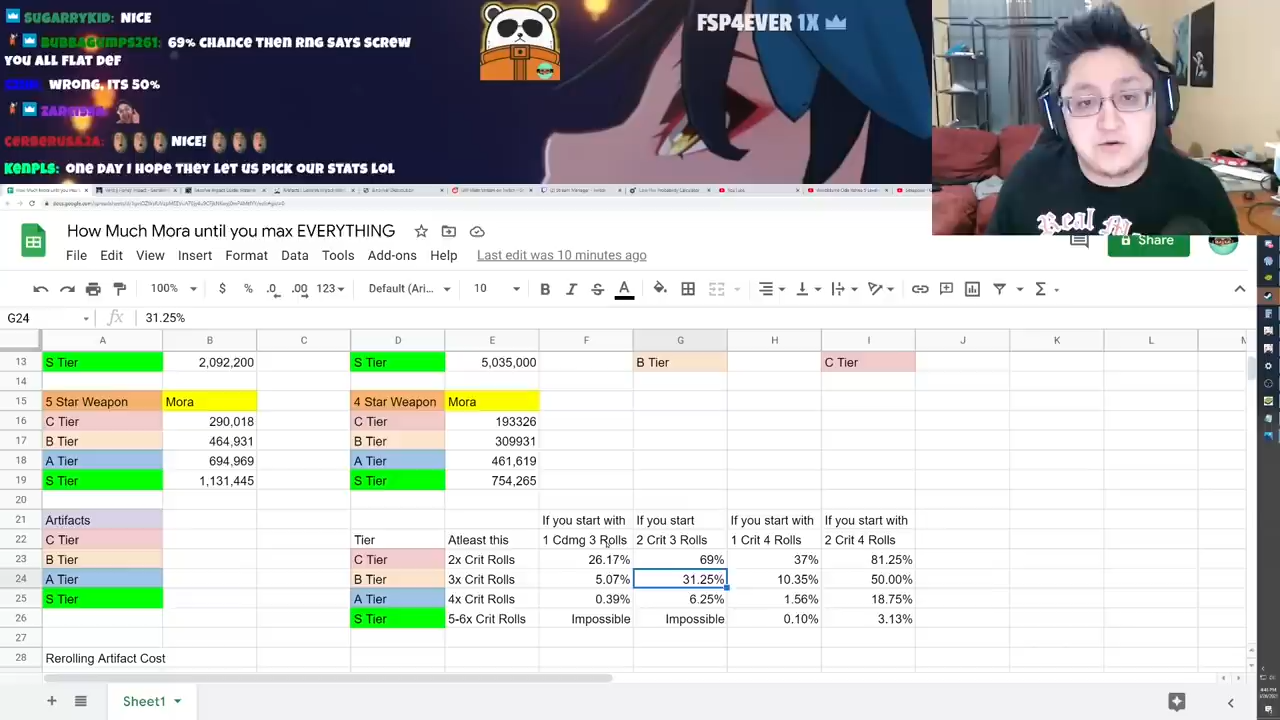 SUGARRYKID: NICE
BUBBAGUMPS261: 69% CHANCE THEN RNG SAYS SCREW
YOU ALL FLAT DEF
WRONG, ITS 50%
CERBERUSA2A: NICE!
KENPLS: ONE DAY I HOPE THEY LET US PICK OUR STATS LOL
FSP4EVER 1X
How Much Mora until you max EVERYTHING
Share
File Edit View Insert Format Data Tools Add-ons Help Last edit was 10 minutes ago
100% $ % .0 .00 123 Default (Ari... 10 B I S A
G24 fx 31.25%
A B C D E F G H I J K L M
13 S Tier 2,092,200 S Tier 5,035,000 B Tier C Tier
14
15 5 Star Weapon Mora 4 Star Weapon Mora
16 C Tier 290,018 C Tier 193326
17 B Tier 464,931 B Tier 309931
18 A Tier 694,969 A Tier 461,619
19 S Tier 1,131,445 S Tier 754,265
20
21 Artifacts If you start with If you start If you start with If you start with
22 C Tier Tier Atleast this 1 Cdmg 3 Rolls 2 Crit 3 Rolls 1 Crit 4 Rolls 2 Crit 4 Rolls
23 B Tier C Tier 2x Crit Rolls 26.17% 69% 37% 81.25%
24 A Tier B Tier 3x Crit Rolls 5.07% 31.25% 10.35% 50.00%
25 S Tier A Tier 4x Crit Rolls 0.39% 6.25% 1.56% 18.75%
26 S Tier 5-6x Crit Rolls Impossible Impossible 0.10% 3.13%
27
28 Rerolling Artifact Cost
Sheet1